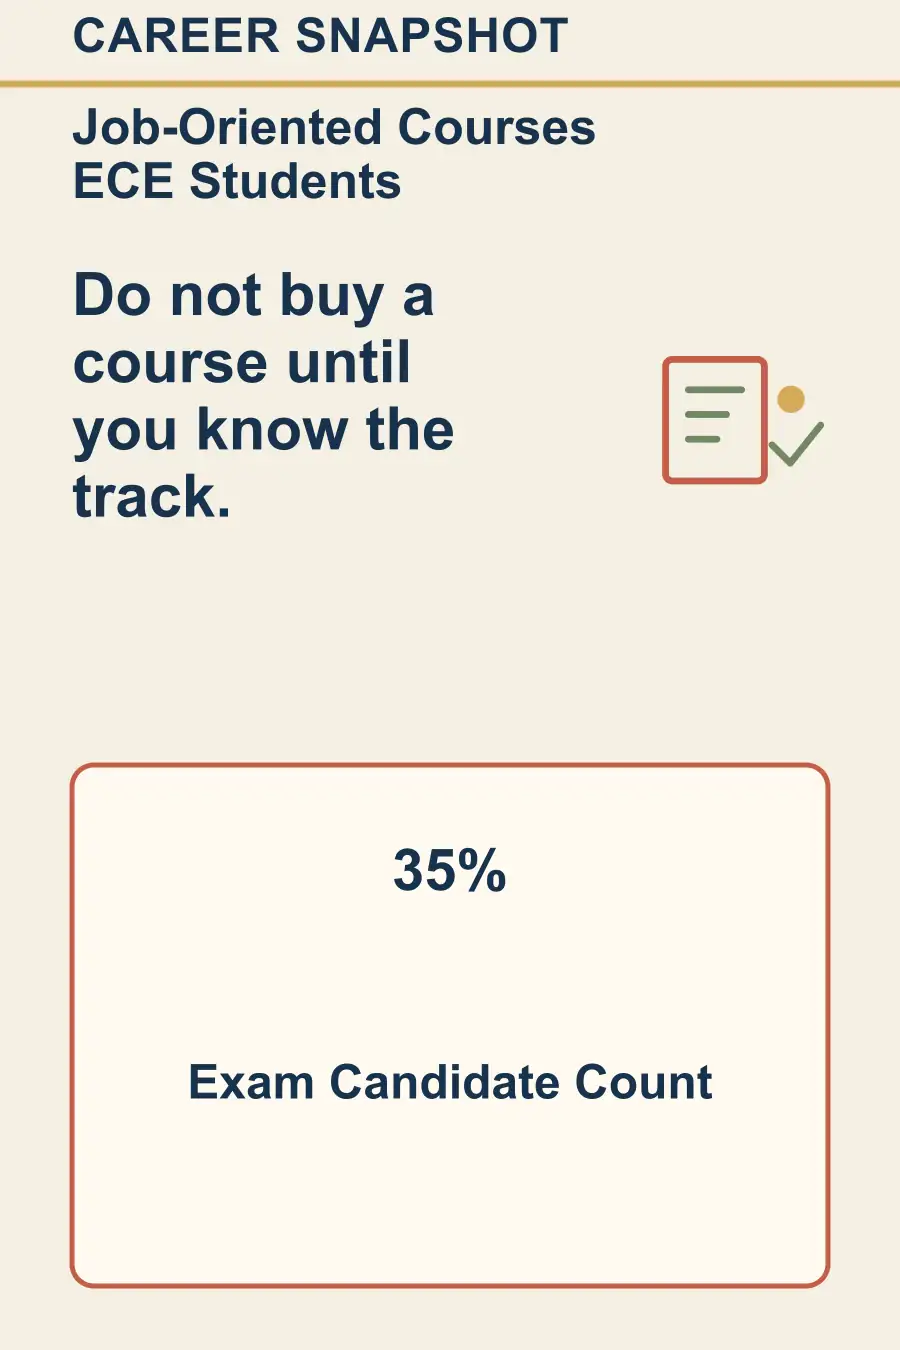 CAREER SNAPSHOT
Job-Oriented Courses
ECE Students
Do not buy a
course until
you know the
track.
35%
Exam Candidate Count